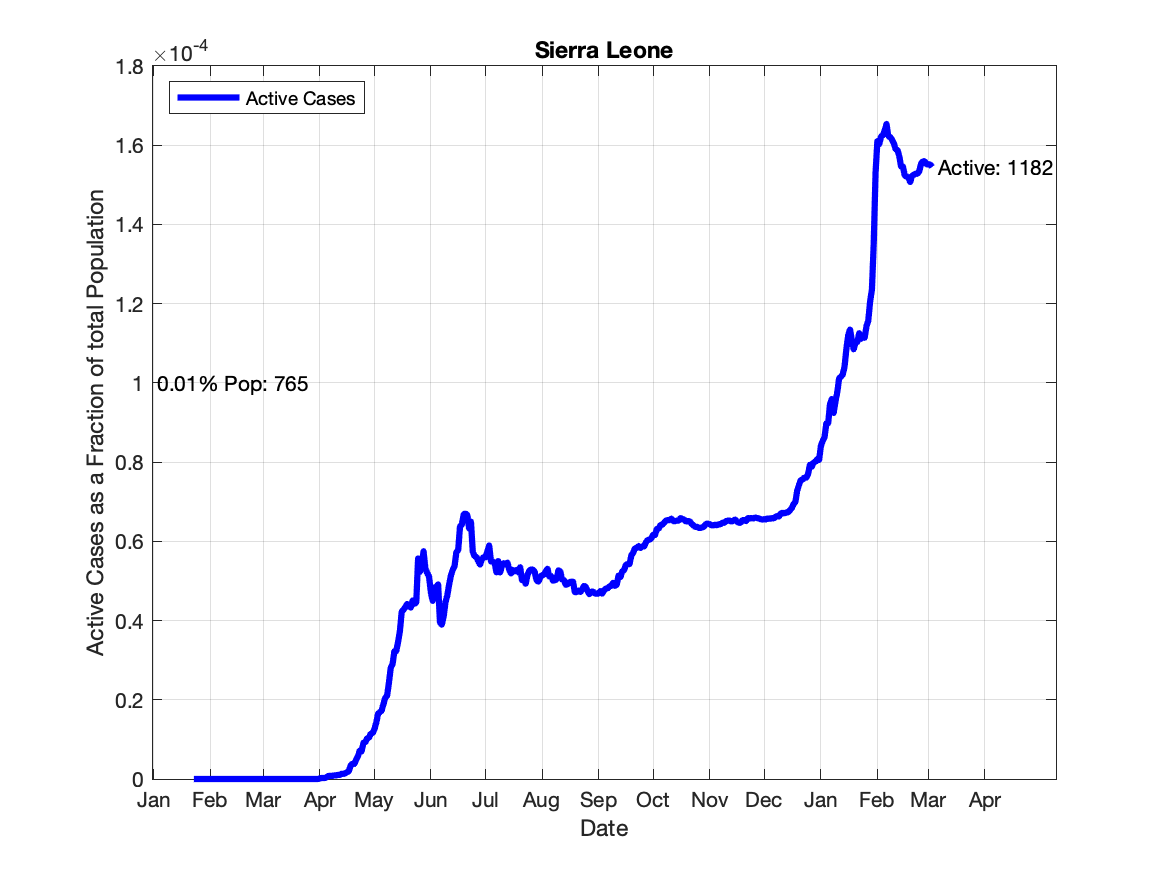 Sierra Leone
×10⁻⁴
1.8
1.6
1.4
1.2
1
0.8
0.6
0.4
0.2
0
Active Cases as a Fraction of total Population
Active Cases
Active: 1182
0.01% Pop: 765
Jan Feb Mar Apr May Jun Jul Aug Sep Oct Nov Dec Jan Feb Mar Apr
Date